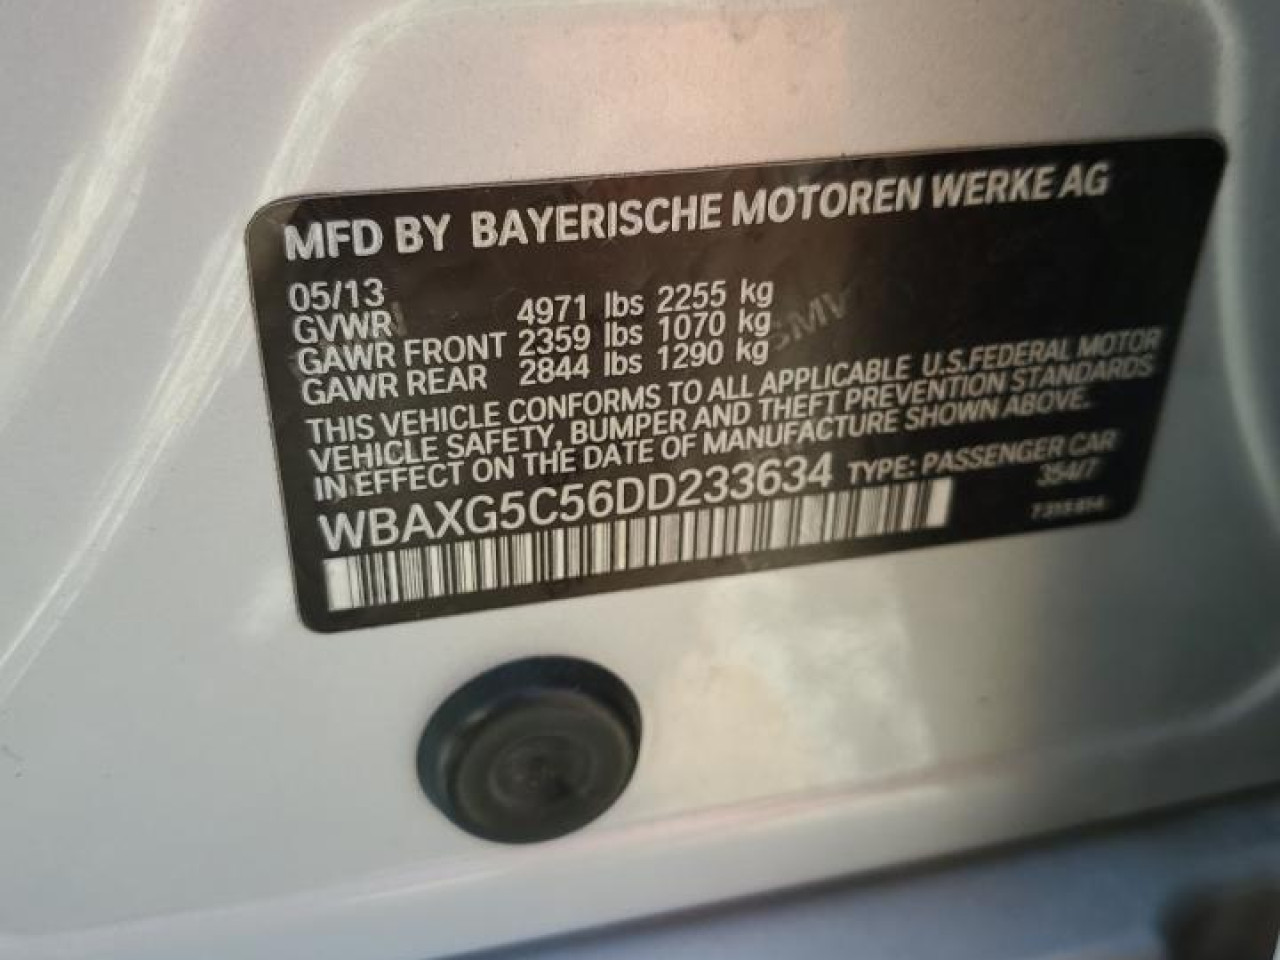 MFD BY BAYERISCHE MOTOREN WERKE AG
05/13
GVWR 4971 lbs 2255 kg
GAWR FRONT 2359 lbs 1070 kg
GAWR REAR 2844 lbs 1290 kg
THIS VEHICLE CONFORMS TO ALL APPLICABLE U.S.FEDERAL MOTOR
VEHICLE SAFETY, BUMPER AND THEFT PREVENTION STANDARDS
IN EFFECT ON THE DATE OF MANUFACTURE SHOWN ABOVE.
WBAXG5C56DD233634 TYPE: PASSENGER CAR
354/7